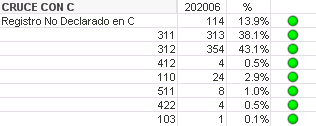 CRUCE CON C 202006 %
Registro No Declarado en C 114 13.9%
311 313 38.1%
312 354 43.1%
412 4 0.5%
110 24 2.9%
511 8 1.0%
422 4 0.5%
103 1 0.1%